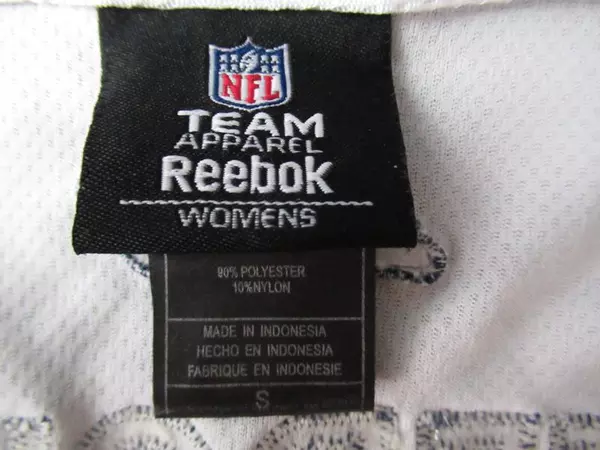 NFL
TEAM
APPAREL
Reebok
WOMENS
90% POLYESTER
10% NYLON
MADE IN INDONESIA
HECHO EN INDONESIA
FABRIQUE EN INDONESIE
S